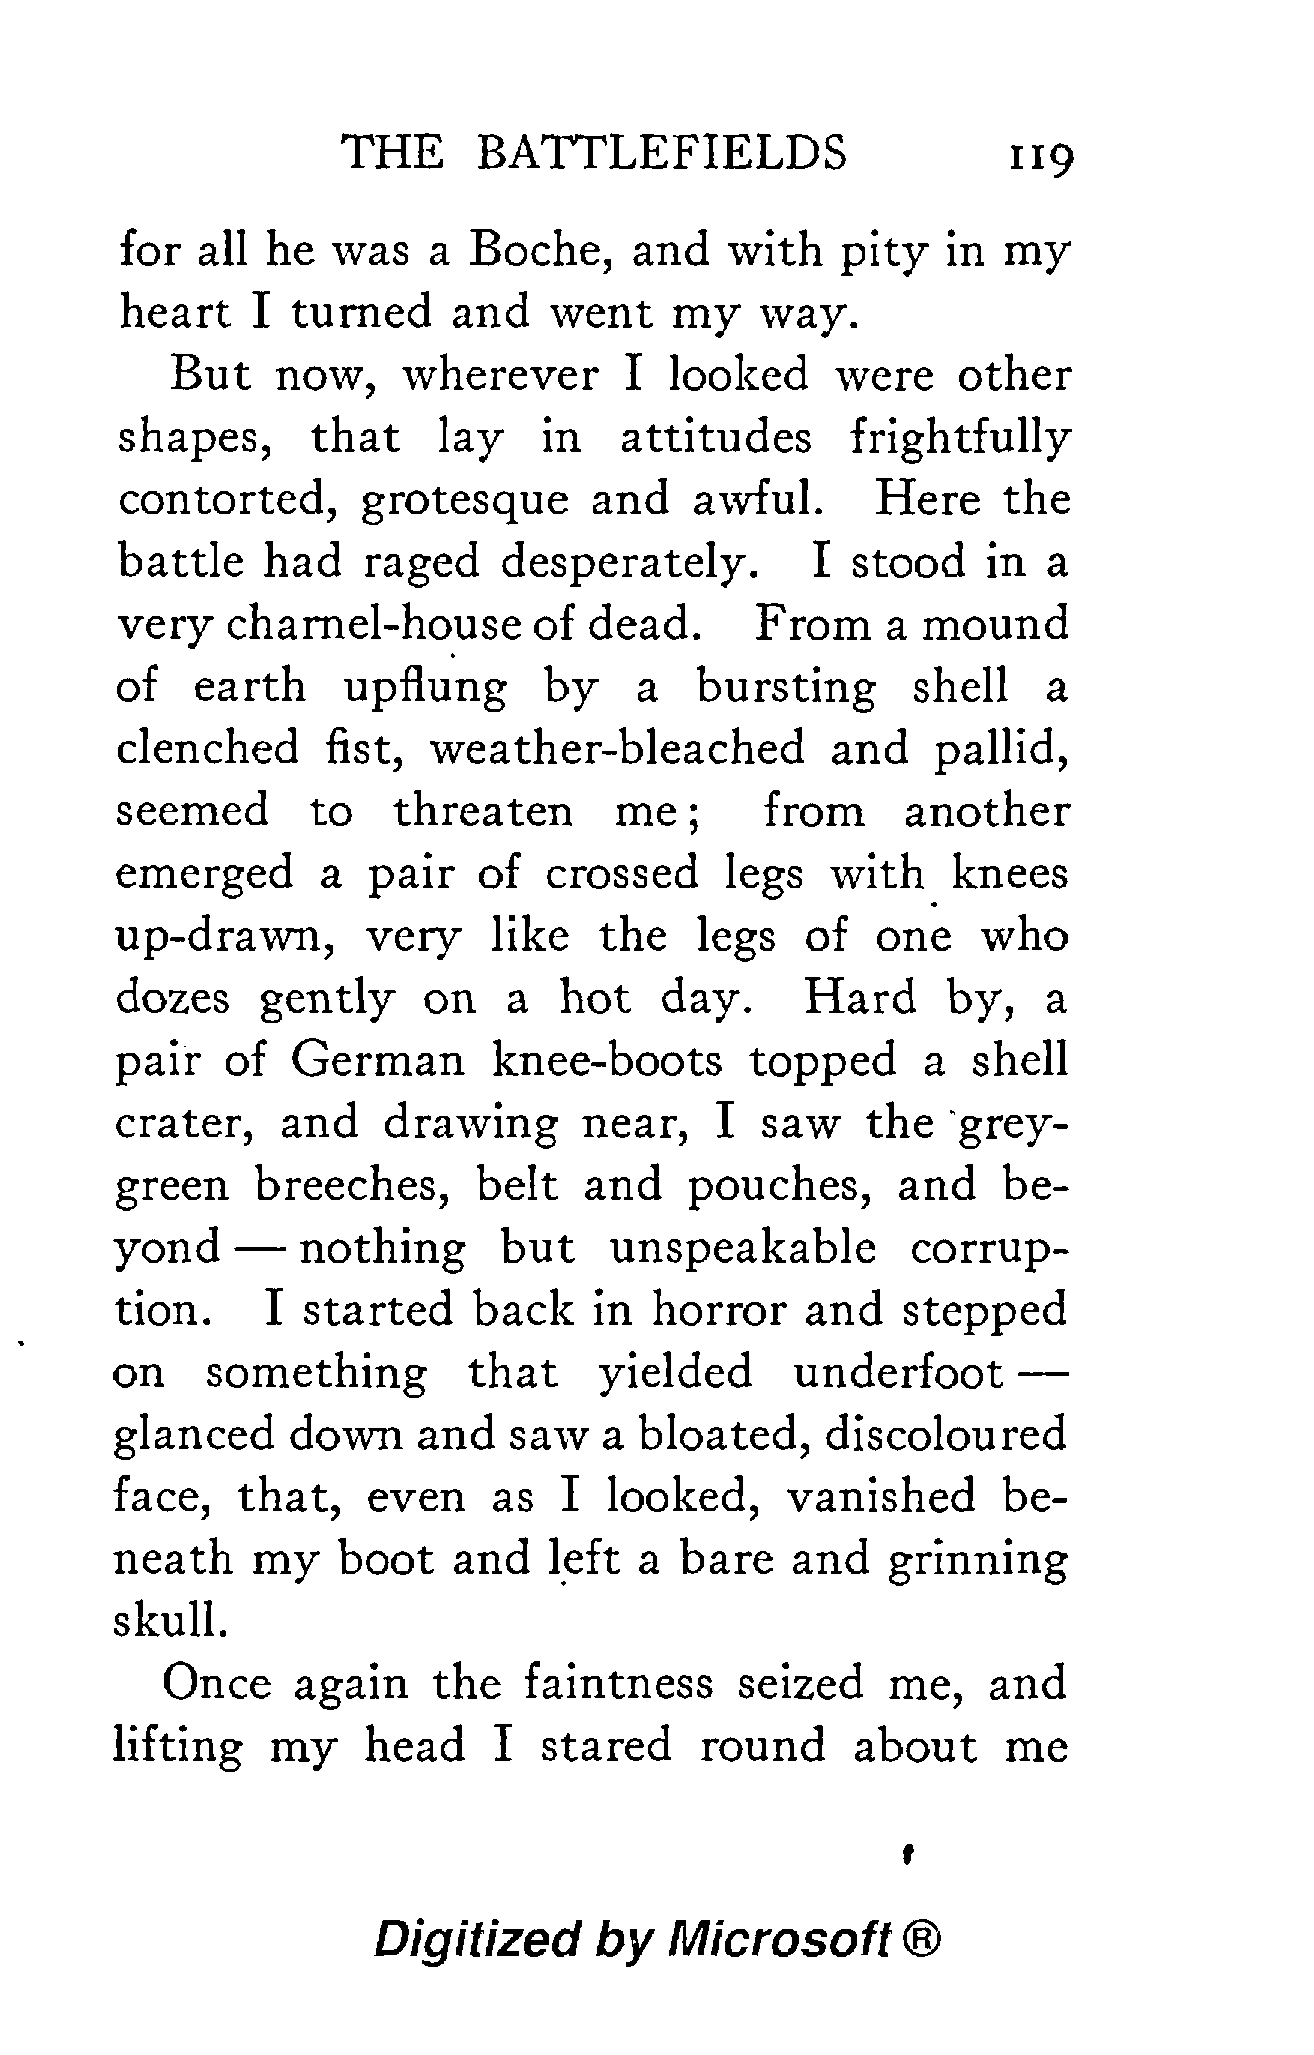 THE BATTLEFIELDS 119
for all he was a Boche, and with pity in my
heart I turned and went my way.
But now, wherever I looked were other
shapes, that lay in attitudes frightfully
contorted, grotesque and awful. Here the
battle had raged desperately. I stood in a
very charnel-house of dead. From a mound
of earth upflung by a bursting shell a
clenched fist, weather-bleached and pallid,
seemed to threaten me; from another
emerged a pair of crossed legs with knees
up-drawn, very like the legs of one who
dozes gently on a hot day. Hard by, a
pair of German knee-boots topped a shell
crater, and drawing near, I saw the grey-
green breeches, belt and pouches, and be-
yond — nothing but unspeakable corrup-
tion. I started back in horror and stepped
on something that yielded underfoot —
glanced down and saw a bloated, discoloured
face, that, even as I looked, vanished be-
neath my boot and left a bare and grinning
skull.
Once again the faintness seized me, and
lifting my head I stared round about me
Digitized by Microsoft ®